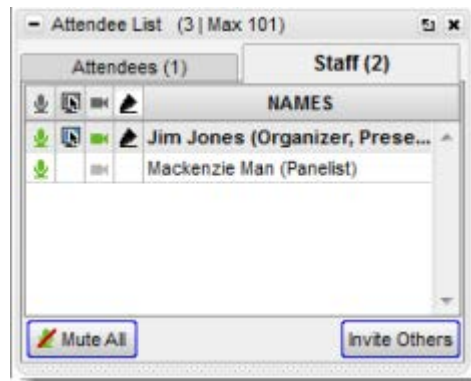 Attendee List (3 | Max 101)
Attendees (1) Staff (2)
NAMES
Jim Jones (Organizer, Prese...
Mackenzie Man (Panelist)
Mute All Invite Others